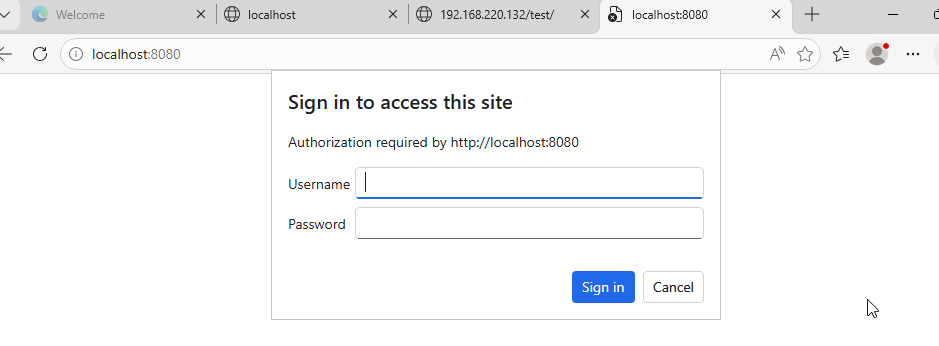 Welcome
localhost
192.168.220.132/test/
localhost:8080
localhost:8080
Sign in to access this site
Authorization required by http://localhost:8080
Username
Password
Sign in
Cancel